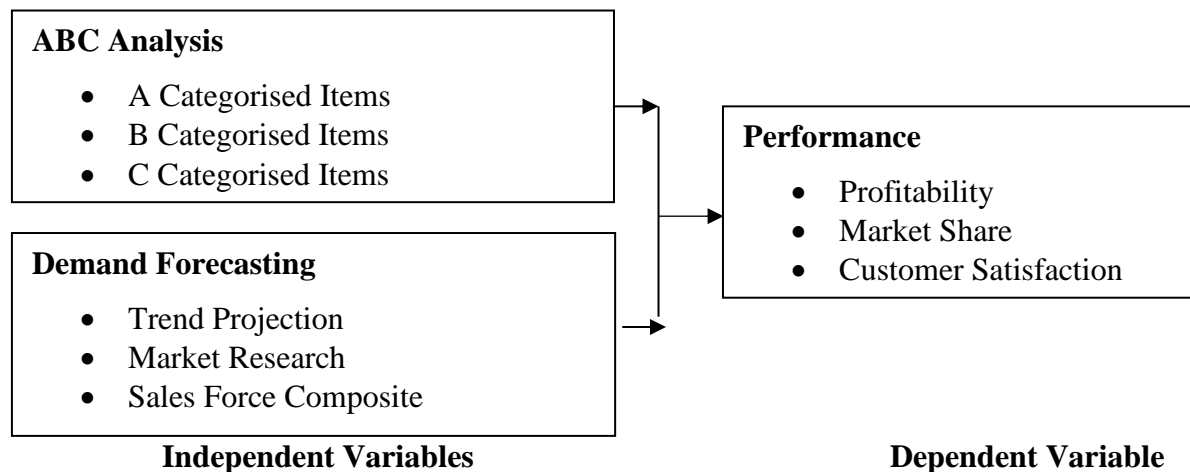 ABC Analysis
• A Categorised Items
• B Categorised Items
• C Categorised Items
Demand Forecasting
• Trend Projection
• Market Research
• Sales Force Composite
Independent Variables
Performance
• Profitability
• Market Share
• Customer Satisfaction
Dependent Variable